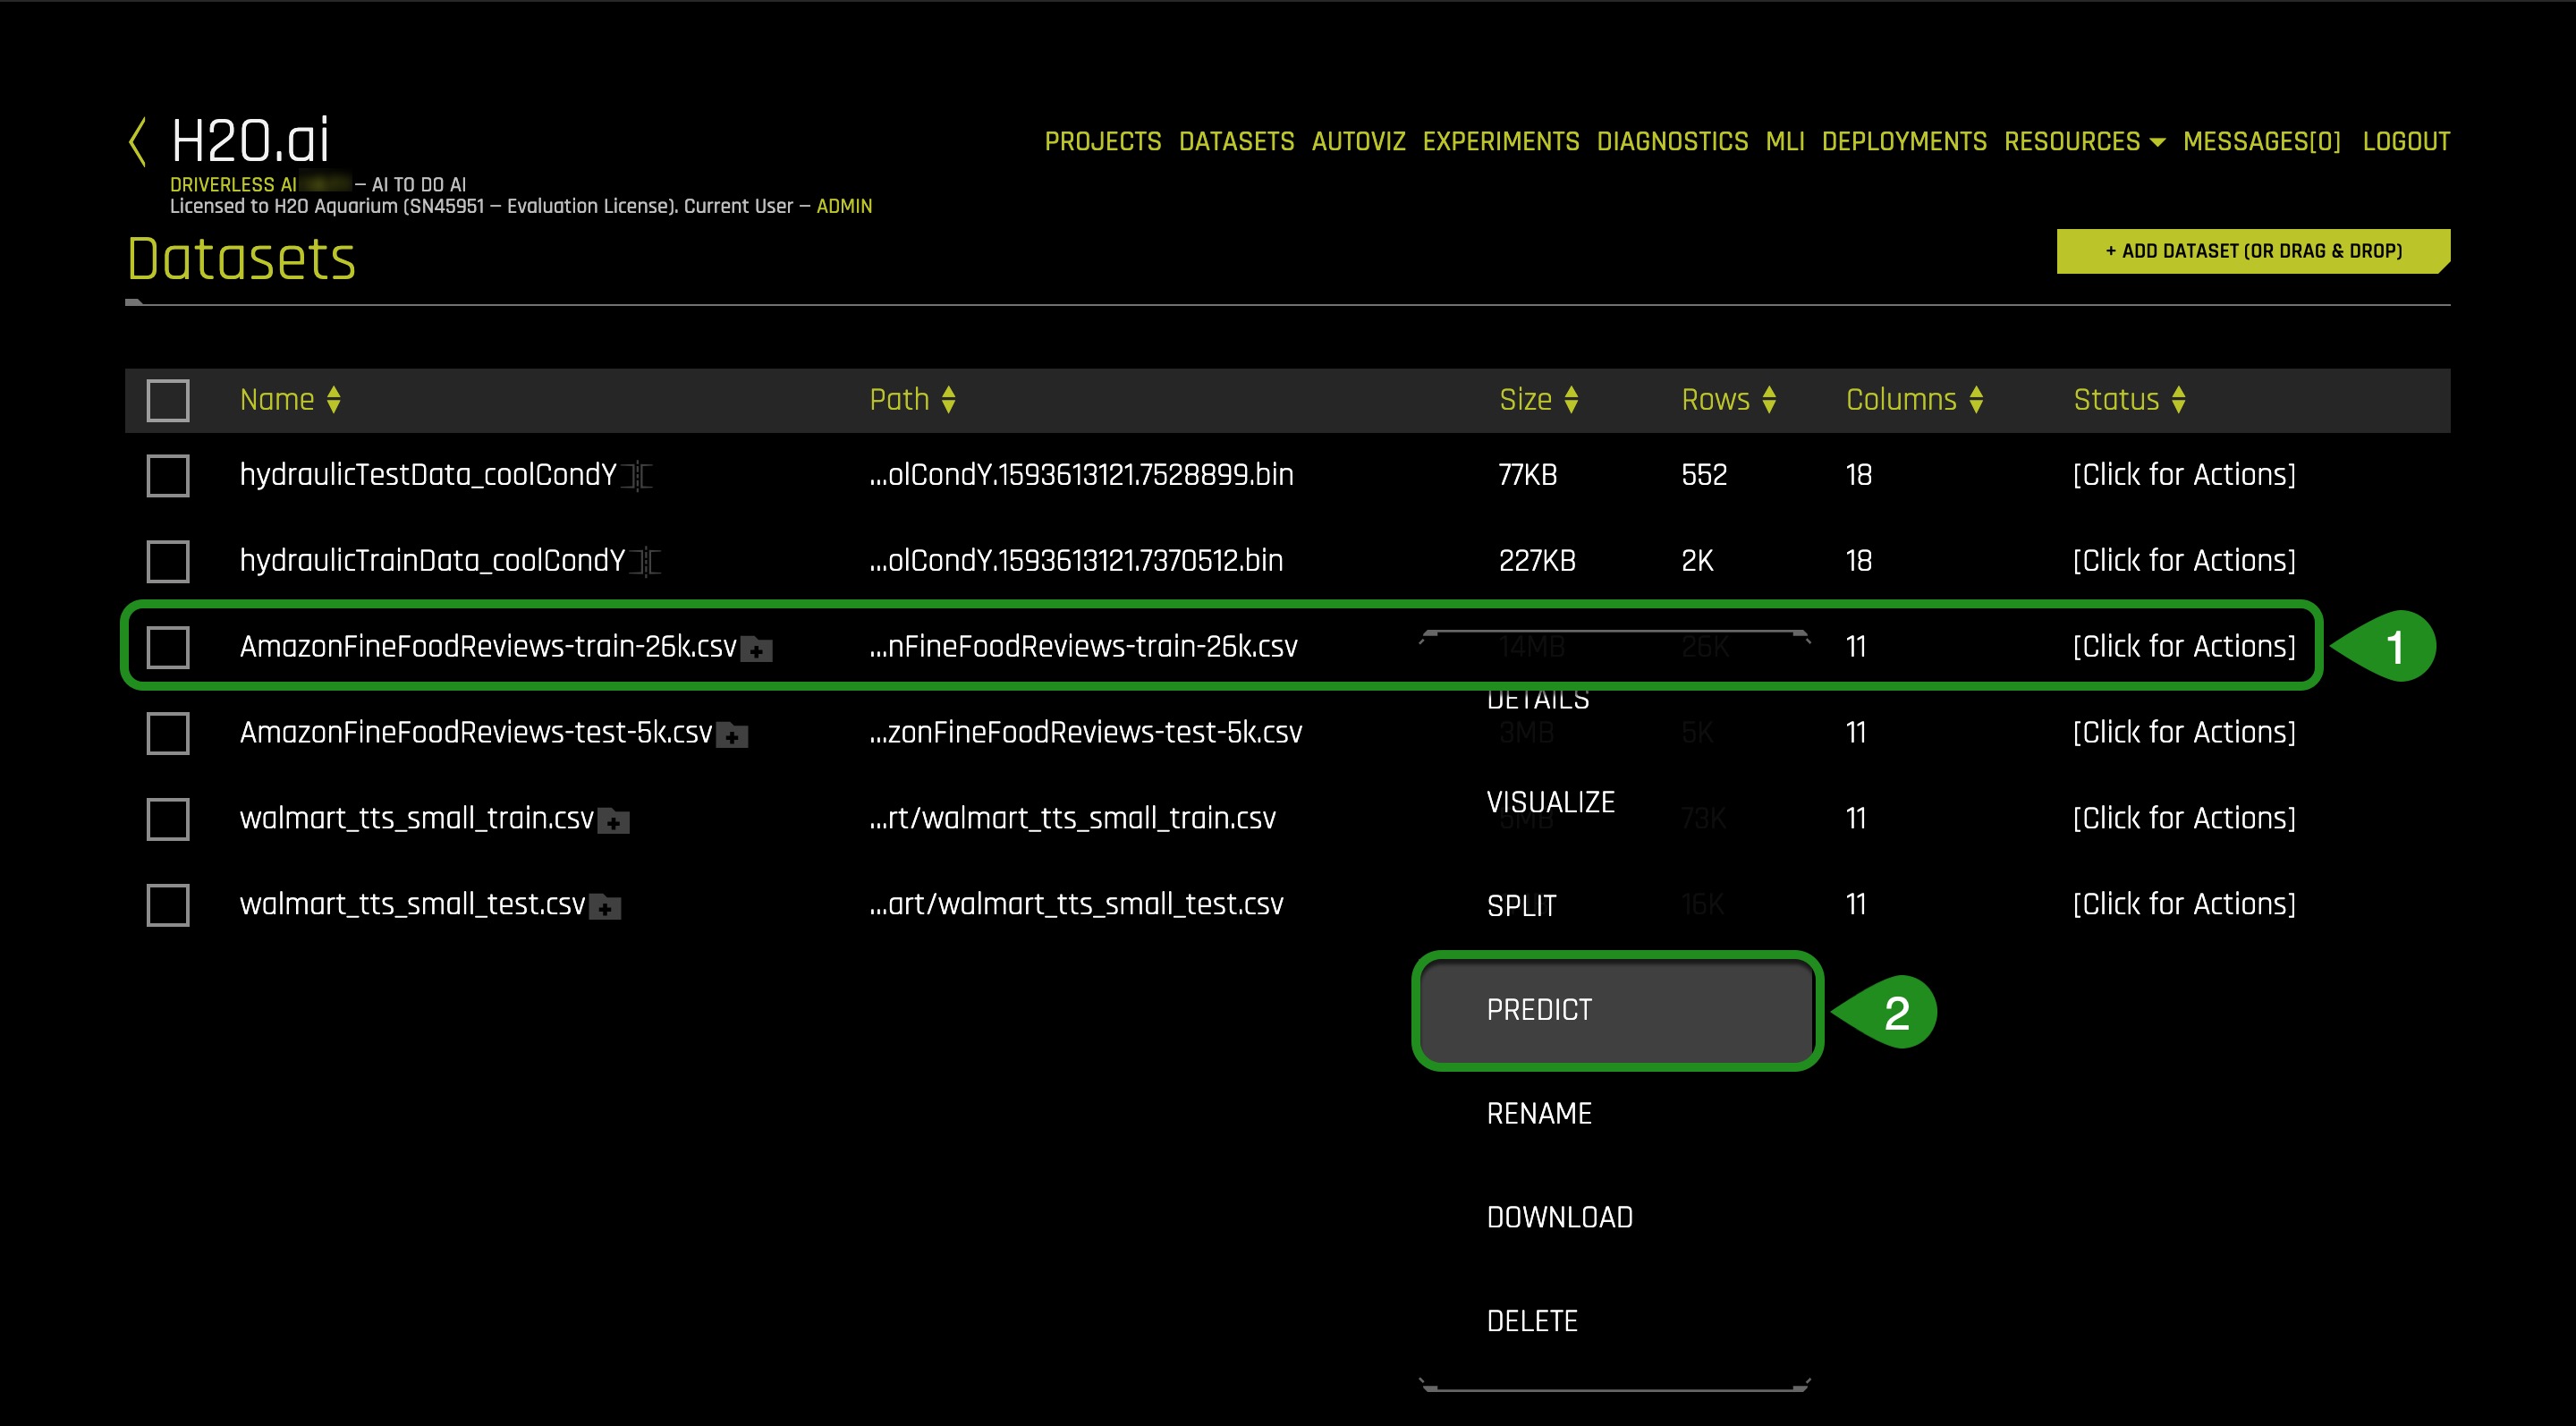 H2O.ai
PROJECTS DATASETS AUTOVIZ EXPERIMENTS DIAGNOSTICS MLI DEPLOYMENTS RESOURCES MESSAGES[0] LOGOUT
DRIVERLESS AI – AI TO DO AI
Licensed to H2O Aquarium (SN45951 – Evaluation License). Current User – ADMIN
Datasets
+ ADD DATASET (OR DRAG & DROP)
Name Path Size Rows Columns Status
hydraulicTestData_coolCondY ...olCondY.1593613121.7528899.bin 77KB 552 18 [Click for Actions]
hydraulicTrainData_coolCondY ...olCondY.1593613121.7370512.bin 227KB 2K 18 [Click for Actions]
AmazonFineFoodReviews-train-26k.csv ...nFineFoodReviews-train-26k.csv 14MB 26K 11 [Click for Actions]
1
DETAILS
AmazonFineFoodReviews-test-5k.csv ...zonFineFoodReviews-test-5k.csv 3MB 5K 11 [Click for Actions]
VISUALIZE
walmart_tts_small_train.csv ...rt/walmart_tts_small_train.csv 5MB 73K 11 [Click for Actions]
walmart_tts_small_test.csv ...art/walmart_tts_small_test.csv 16K 11 [Click for Actions]
SPLIT
PREDICT
2
RENAME
DOWNLOAD
DELETE